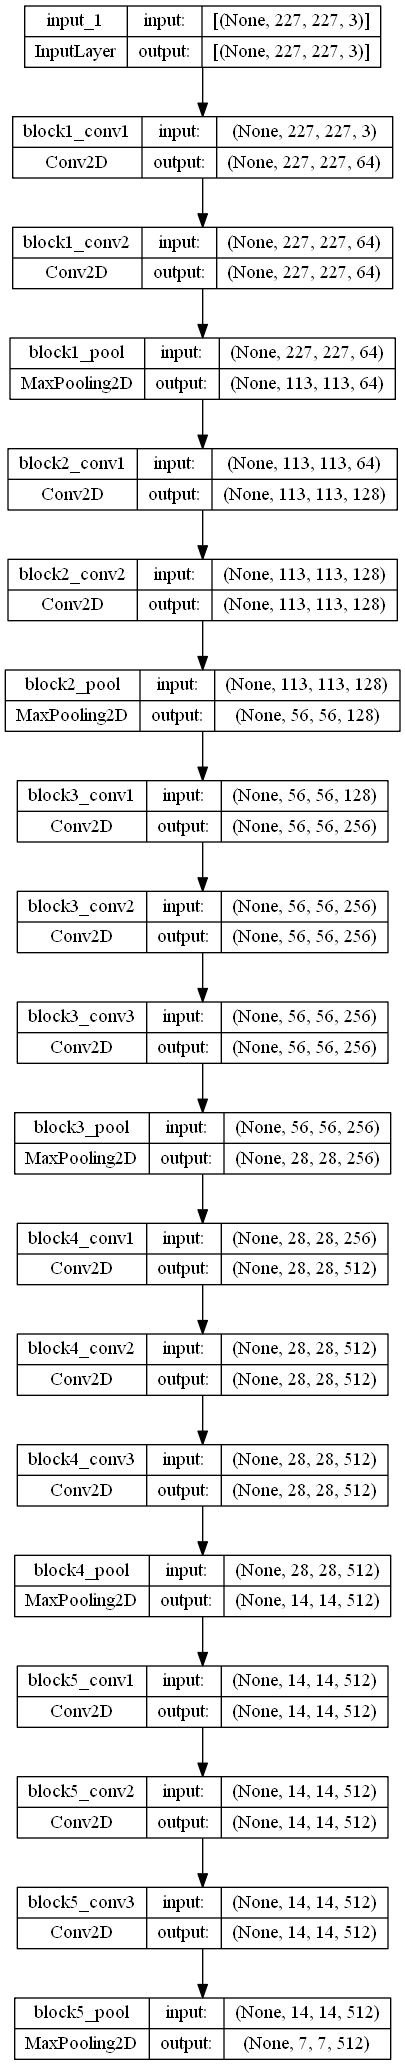 input_1 input: [(None, 227, 227, 3)]
InputLayer output: [(None, 227, 227, 3)]
block1_conv1 input: (None, 227, 227, 3)
Conv2D output: (None, 227, 227, 64)
block1_conv2 input: (None, 227, 227, 64)
Conv2D output: (None, 227, 227, 64)
block1_pool input: (None, 227, 227, 64)
MaxPooling2D output: (None, 113, 113, 64)
block2_conv1 input: (None, 113, 113, 64)
Conv2D output: (None, 113, 113, 128)
block2_conv2 input: (None, 113, 113, 128)
Conv2D output: (None, 113, 113, 128)
block2_pool input: (None, 113, 113, 128)
MaxPooling2D output: (None, 56, 56, 128)
block3_conv1 input: (None, 56, 56, 128)
Conv2D output: (None, 56, 56, 256)
block3_conv2 input: (None, 56, 56, 256)
Conv2D output: (None, 56, 56, 256)
block3_conv3 input: (None, 56, 56, 256)
Conv2D output: (None, 56, 56, 256)
block3_pool input: (None, 56, 56, 256)
MaxPooling2D output: (None, 28, 28, 256)
block4_conv1 input: (None, 28, 28, 256)
Conv2D output: (None, 28, 28, 512)
block4_conv2 input: (None, 28, 28, 512)
Conv2D output: (None, 28, 28, 512)
block4_conv3 input: (None, 28, 28, 512)
Conv2D output: (None, 28, 28, 512)
block4_pool input: (None, 28, 28, 512)
MaxPooling2D output: (None, 14, 14, 512)
block5_conv1 input: (None, 14, 14, 512)
Conv2D output: (None, 14, 14, 512)
block5_conv2 input: (None, 14, 14, 512)
Conv2D output: (None, 14, 14, 512)
block5_conv3 input: (None, 14, 14, 512)
Conv2D output: (None, 14, 14, 512)
block5_pool input: (None, 14, 14, 512)
MaxPooling2D output: (None, 7, 7, 512)